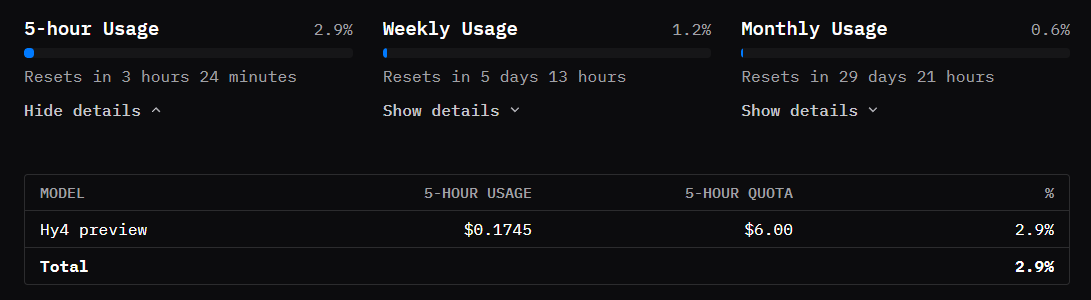 5-hour Usage 2.9%
Resets in 3 hours 24 minutes
Hide details
Weekly Usage 1.2%
Resets in 5 days 13 hours
Show details
Monthly Usage 0.6%
Resets in 29 days 21 hours
Show details
MODEL 5-HOUR USAGE 5-HOUR QUOTA %
Hy4 preview $0.1745 $6.00 2.9%
Total 2.9%